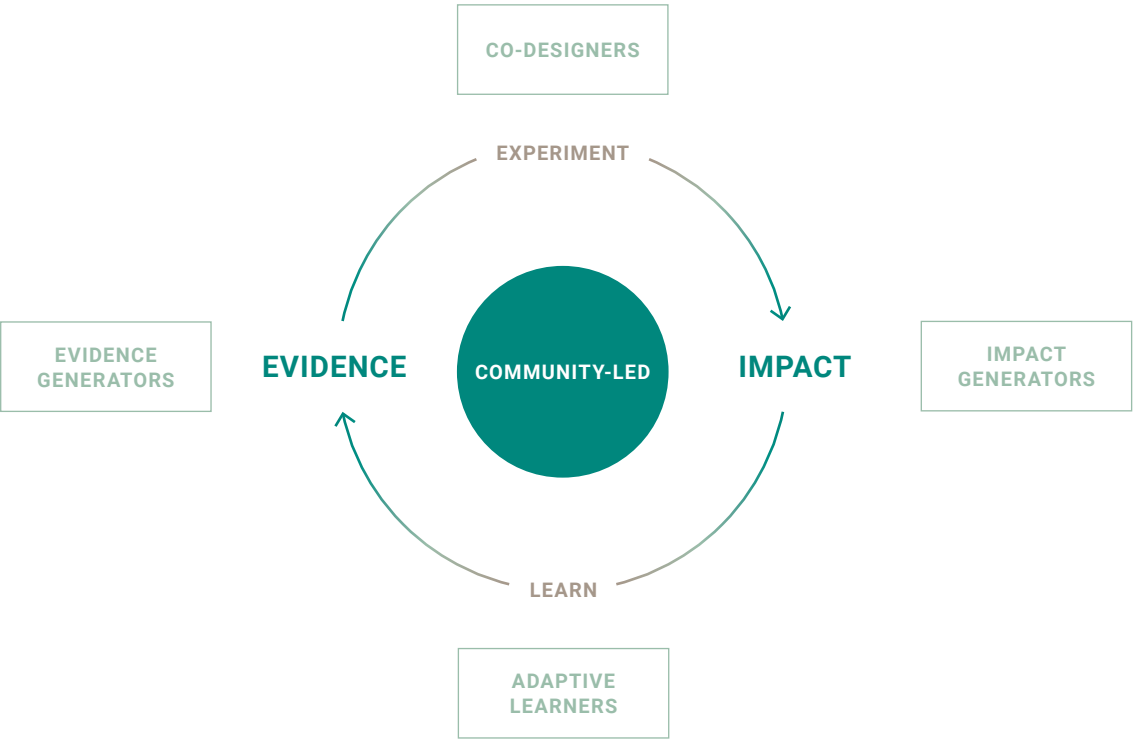 CO-DESIGNERS
EXPERIMENT
EVIDENCE
GENERATORS
EVIDENCE
COMMUNITY-LED
IMPACT
IMPACT
GENERATORS
LEARN
ADAPTIVE
LEARNERS